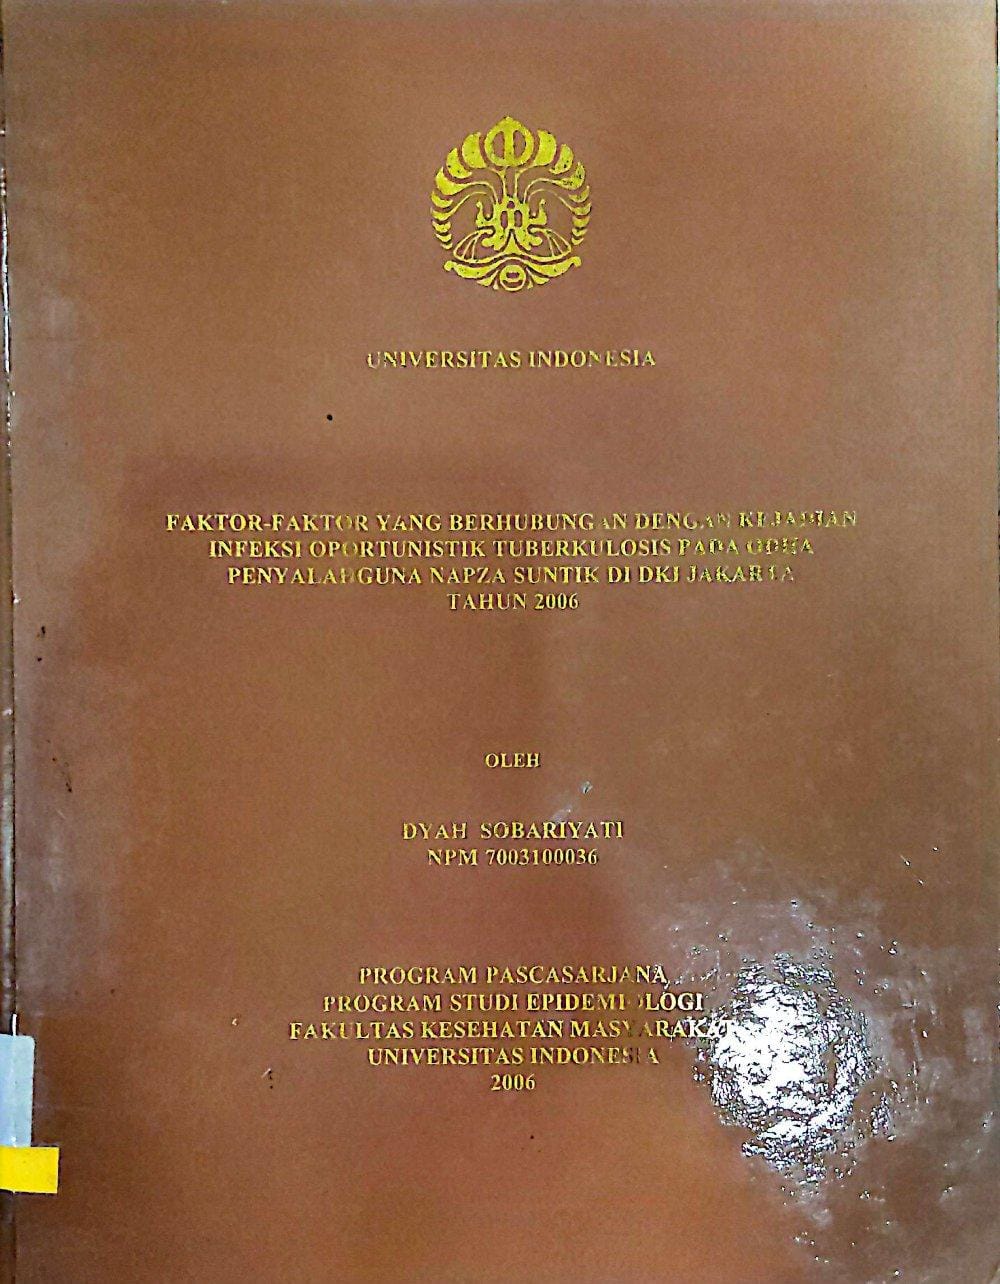 UNIVERSITAS INDONESIA
FAKTOR-FAKTOR YANG BERHUBUNGAN DENGAN KEJADIAN
INFEKSI OPORTUNISTIK TUBERKULOSIS PADA ODHA
PENYALAHGUNA NAPZA SUNTIK DI DKI JAKARTA
TAHUN 2006
OLEH
DYAH SOBARIYATI
NPM 7003100036
PROGRAM PASCASARJANA
PROGRAM STUDI EPIDEMIOLOGI
FAKULTAS KESEHATAN MASYARAKAT
UNIVERSITAS INDONESIA
2006